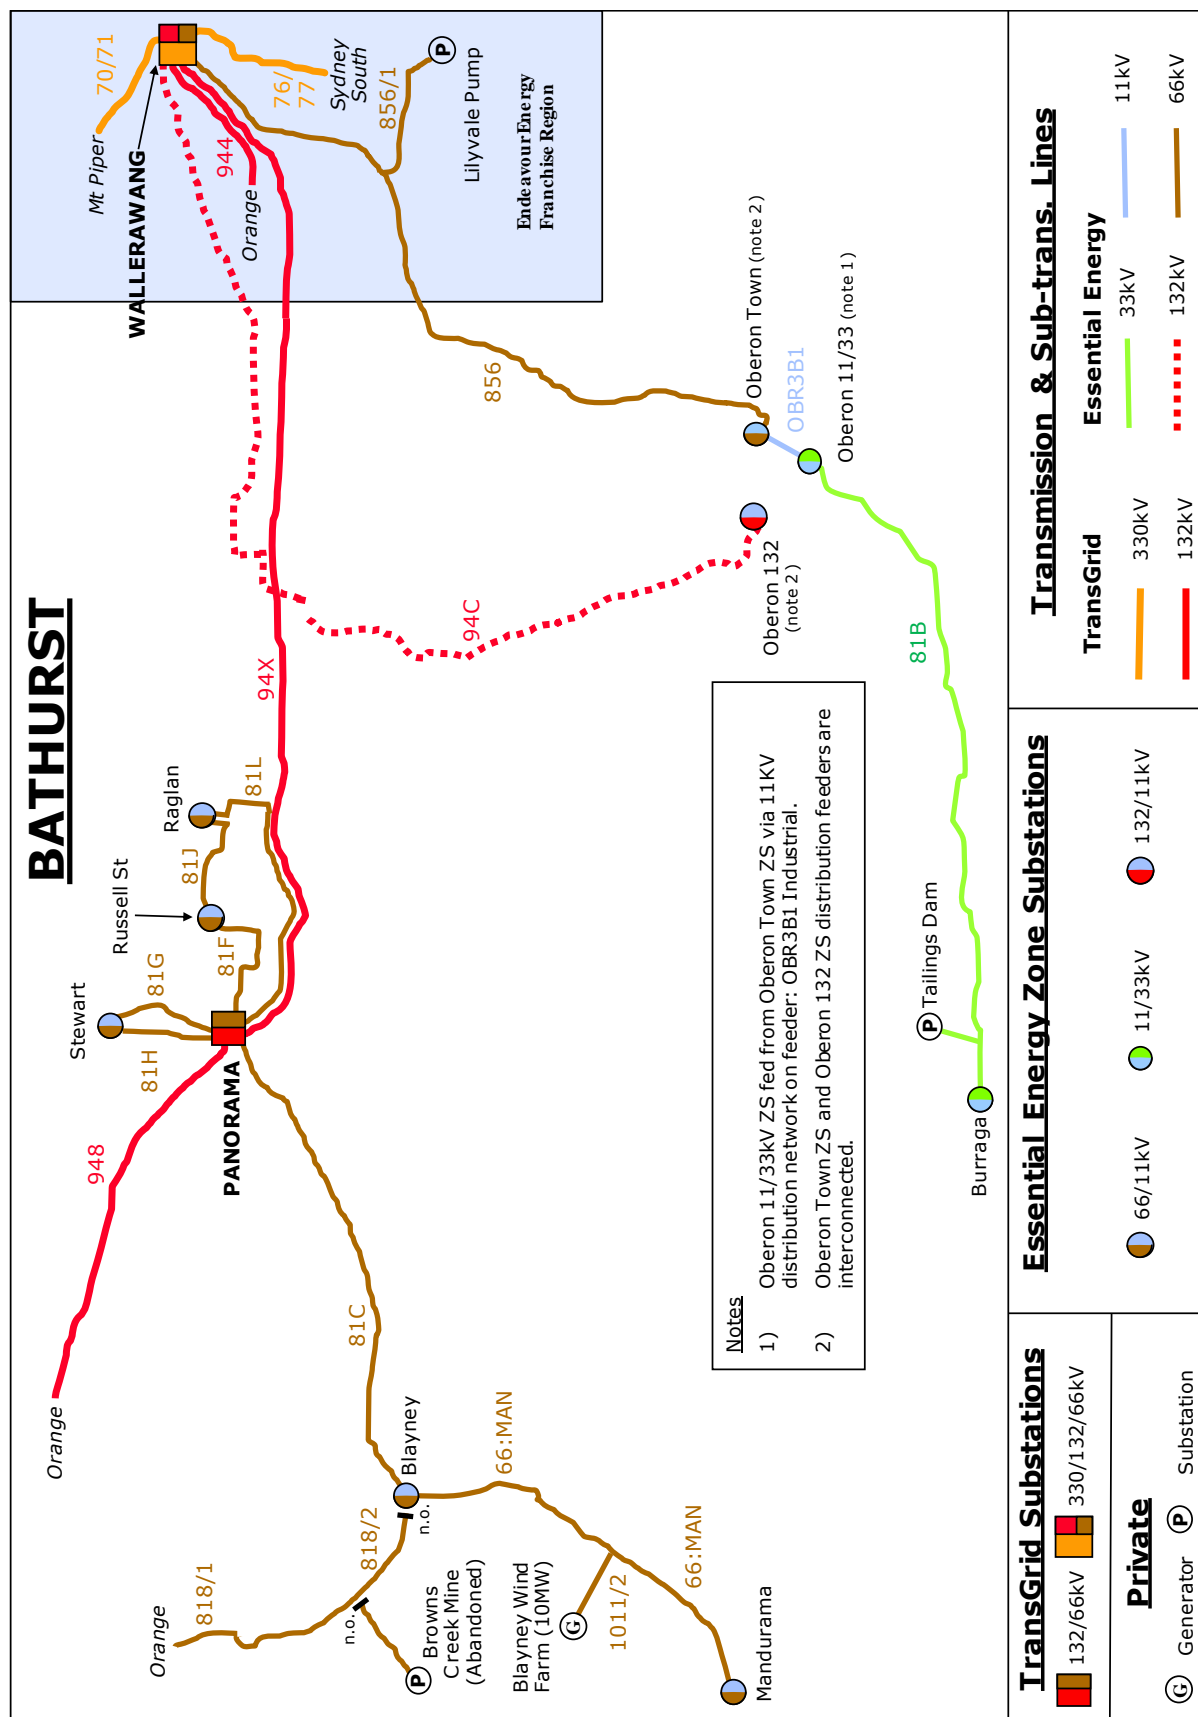 BATHURST
Mt Piper
70/71
WALLERAWANG
76/
77
Sydney
South
944
Orange
856/1
Lilyvale Pump
Endeavour Energy
Franchise Region
856
94X
94C
Oberon Town (note 2)
OBR3B1
Oberon 11/33 (note 1)
Oberon 132
(note 2)
81B
Raglan
81L
81J
Russell St
81F
81G
Stewart
81H
PANORAMA
948
Orange
81C
Blayney
n.o.
818/2
818/1
Orange
n.o.
Browns
Creek Mine
(Abandoned)
P
Blayney Wind
Farm (10MW)
G
1011/2
66:MAN
66:MAN
Mandurama
P
Tailings Dam
P
Burraga
Notes
1) Oberon 11/33kV ZS fed from Oberon Town ZS via 11KV
distribution network on feeder: OBR3B1 Industrial.
2) Oberon Town ZS and Oberon 132 ZS distribution feeders are
interconnected.
TransGrid Substations
132/66kV
330/132/66kV
Private
G Generator
P Substation
Essential Energy Zone Substations
66/11kV
11/33kV
132/11kV
Transmission & Sub-trans. Lines
TransGrid
Essential Energy
330kV
33kV
11kV
132kV
132kV
66kV